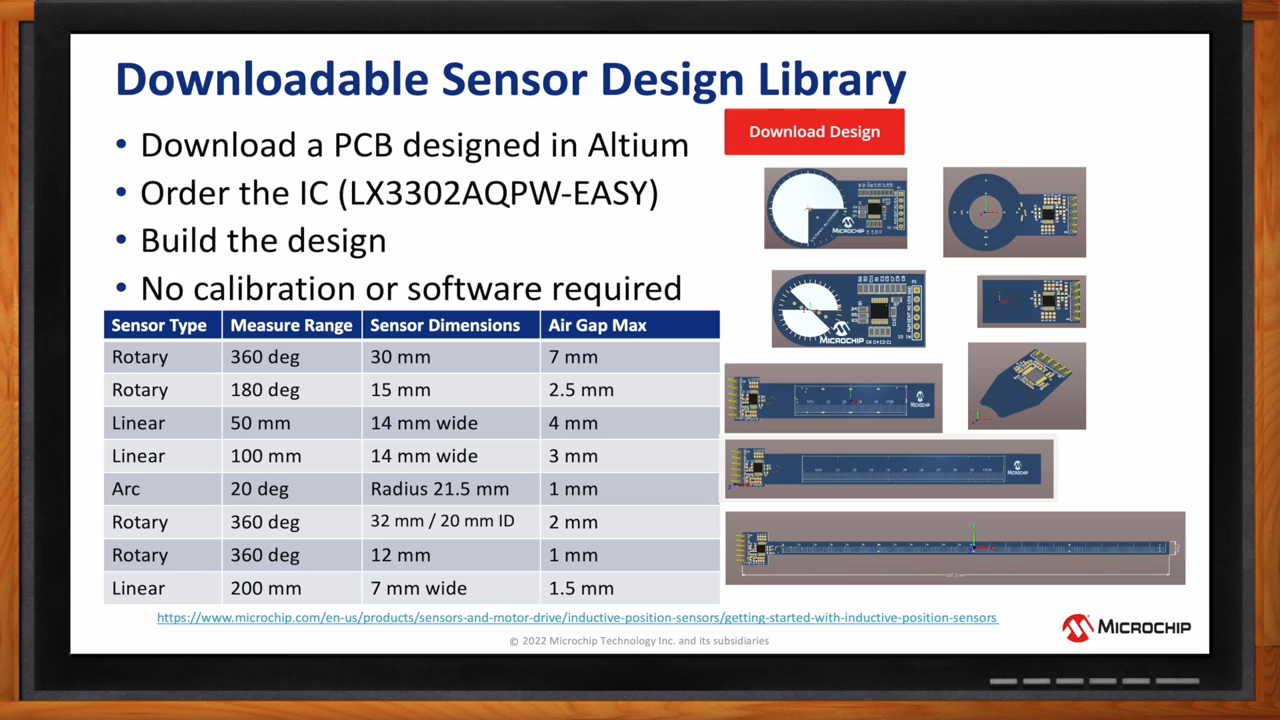 Downloadable Sensor Design Library
• Download a PCB designed in Altium
• Order the IC (LX3302AQPW-EASY)
• Build the design
• No calibration or software required
Download Design
Sensor Type Measure Range Sensor Dimensions Air Gap Max
Rotary 360 deg 30 mm 7 mm
Rotary 180 deg 15 mm 2.5 mm
Linear 50 mm 14 mm wide 4 mm
Linear 100 mm 14 mm wide 3 mm
Arc 20 deg Radius 21.5 mm 1 mm
Rotary 360 deg 32 mm / 20 mm ID 2 mm
Rotary 360 deg 12 mm 1 mm
Linear 200 mm 7 mm wide 1.5 mm
MICROCHIP
MICROCHIP
https://www.microchip.com/en-us/products/sensors-and-motor-drive/inductive-position-sensors/getting-started-with-inductive-position-sensors
MICROCHIP
© 2022 Microchip Technology Inc. and its subsidiaries